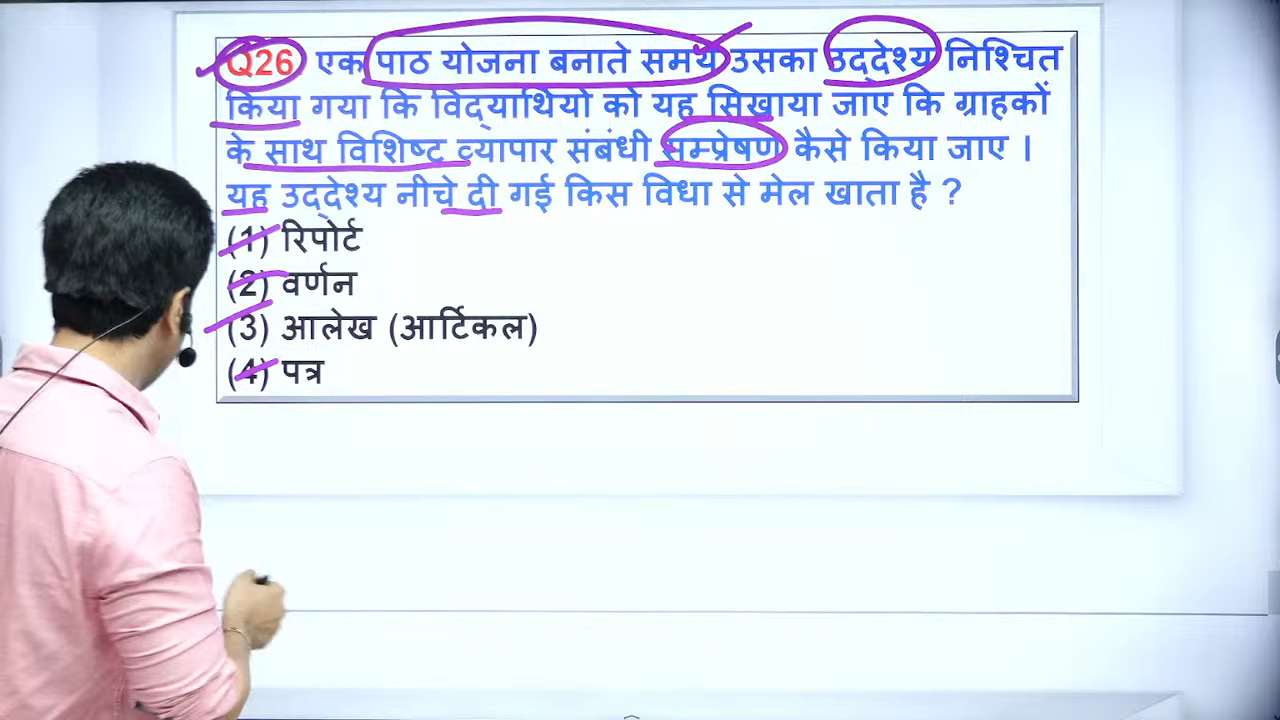 Q26 एक पाठ योजना बनाते समय उसका उद्देश्य निश्चित
किया गया कि विद्यार्थियों को यह सिखाया जाए कि ग्राहकों
के साथ विशिष्ट व्यापार संबंधी सम्प्रेषण कैसे किया जाए ।
यह उद्देश्य नीचे दी गई किस विधा से मेल खाता है ?
(1) रिपोर्ट
(2) वर्णन
(3) आलेख (आर्टिकल)
(4) पत्र